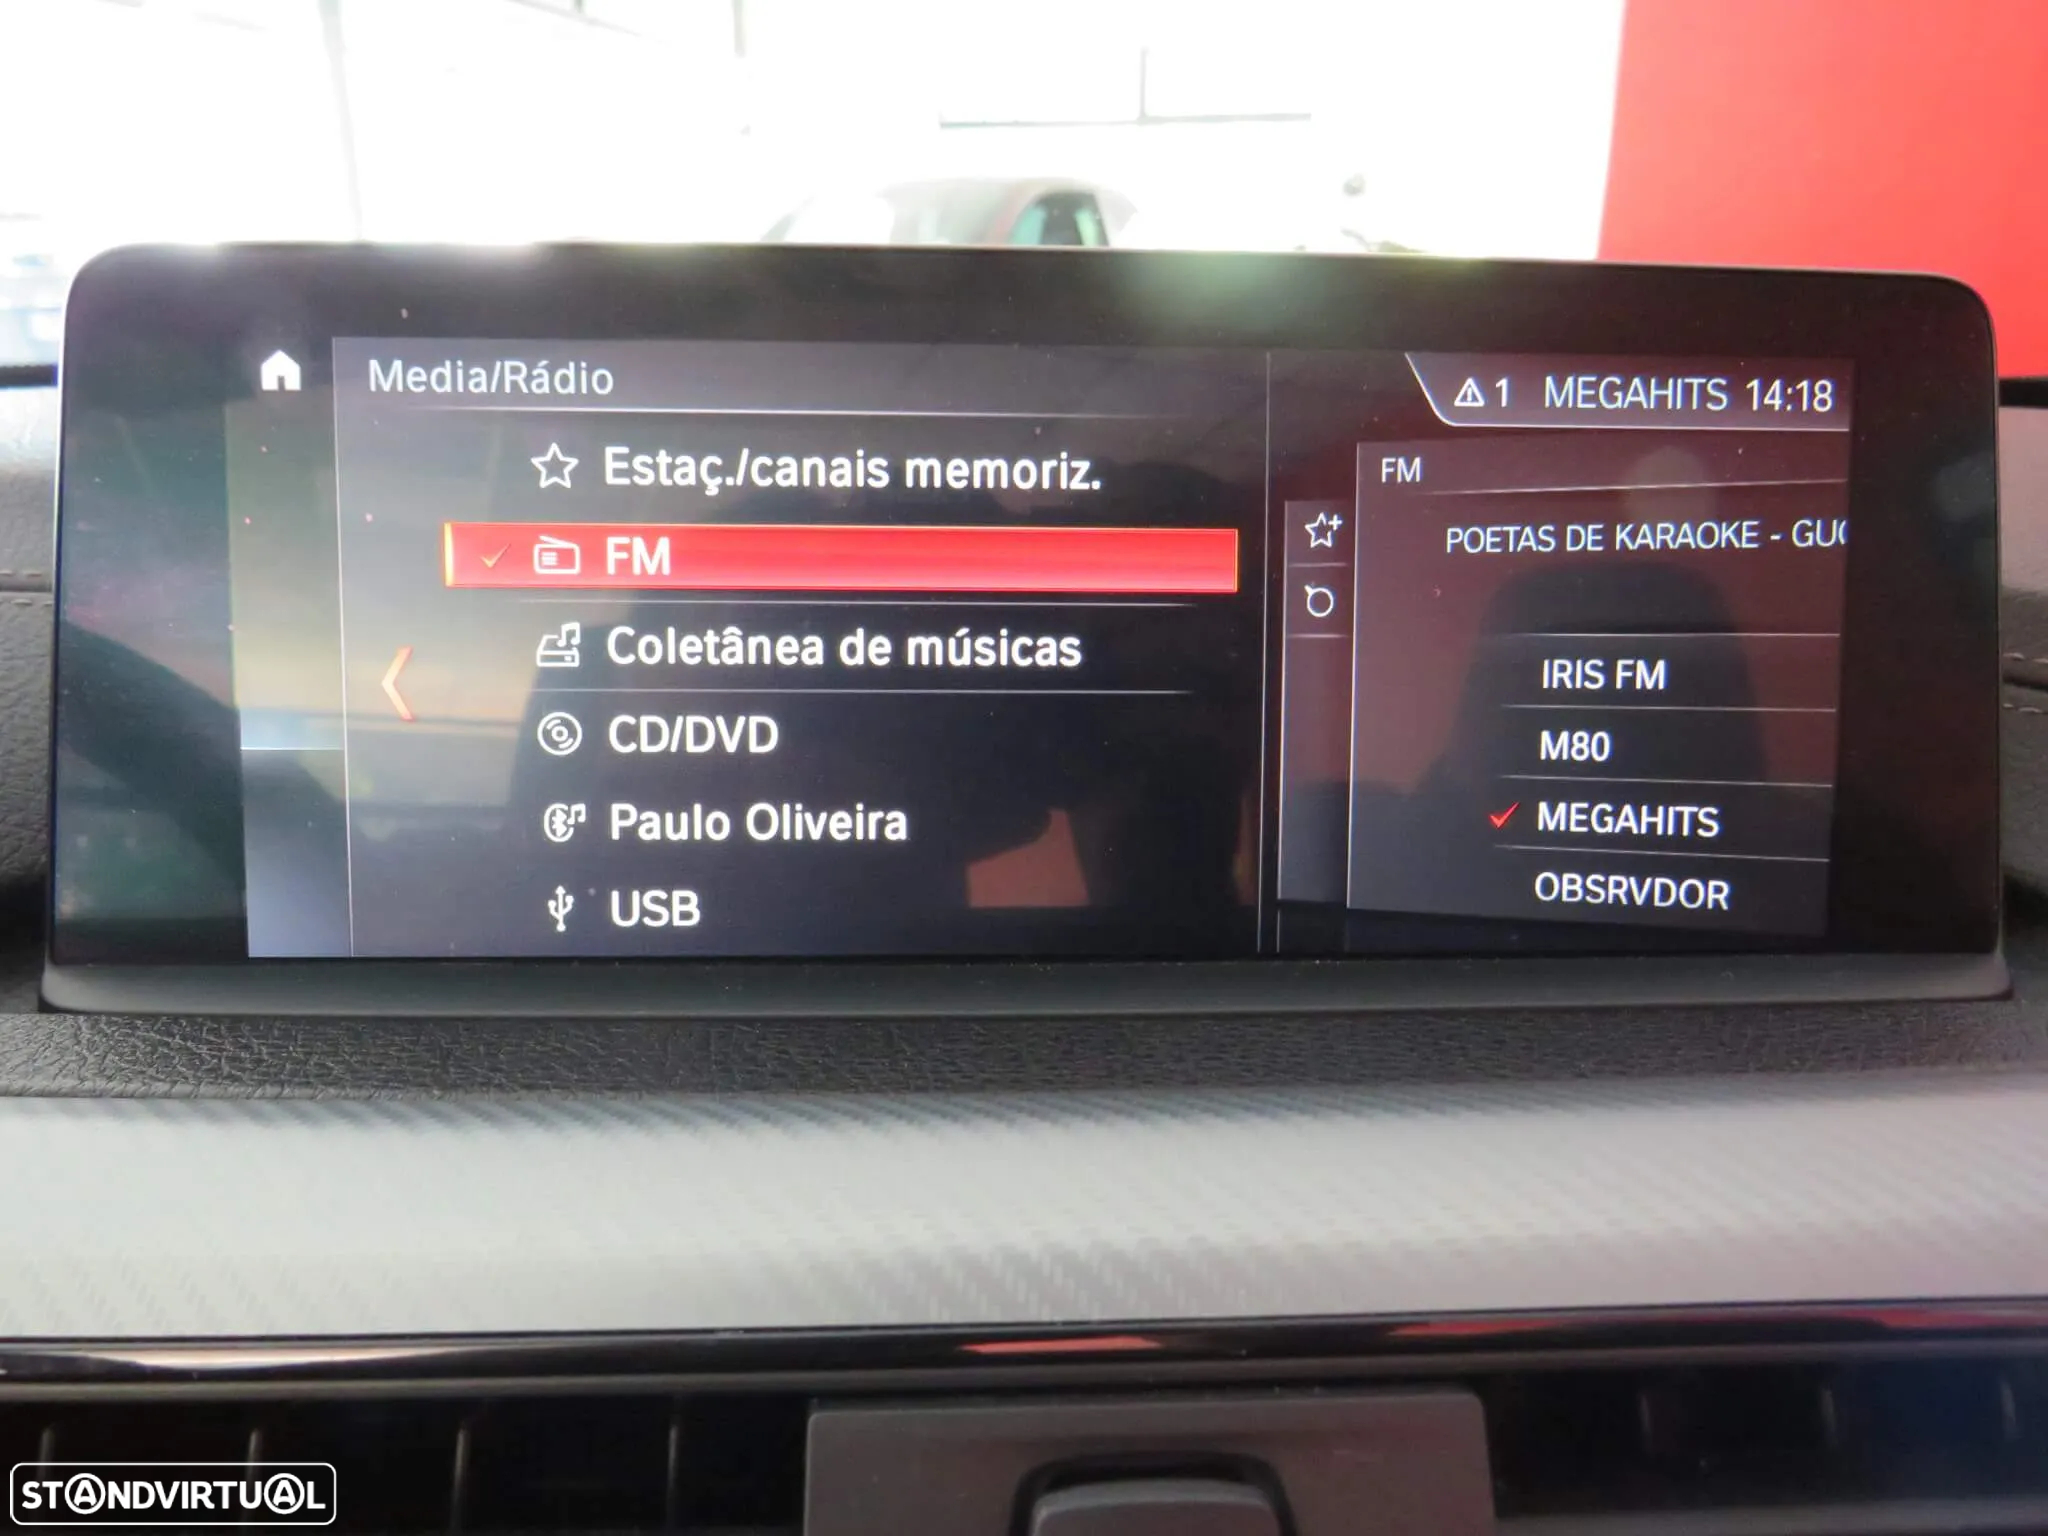 Media/Rádio
1 MEGAHITS 14:18
Estaç./canais memoriz.
FM
Coletânea de músicas
CD/DVD
Paulo Oliveira
USB
FM
POETAS DE KARAOKE - GUC
IRIS FM
M80
MEGAHITS
OBSRVDOR
STANDVIRTUAL